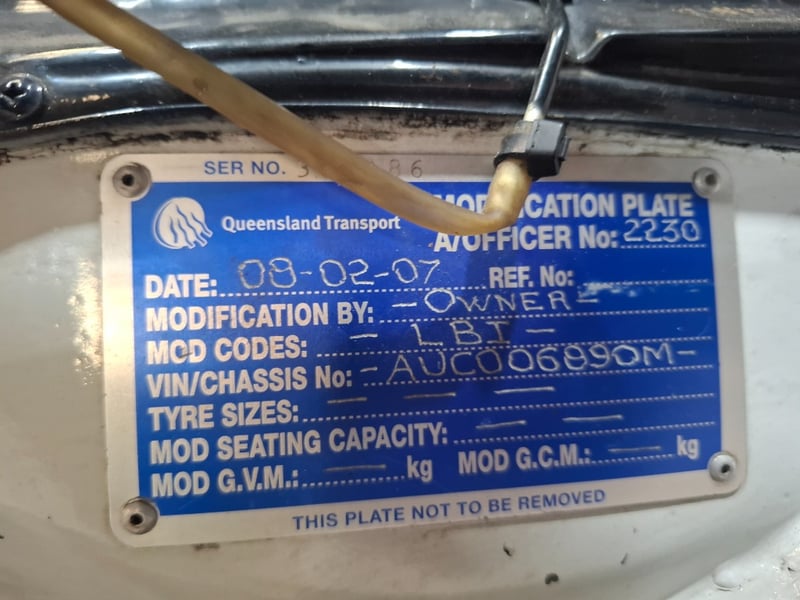 SER NO.
Queensland Transport
MODIFICATION PLATE
A/OFFICER No: 2230
DATE: 08-02-07 REF. No:
MODIFICATION BY: - OWNER -
MOD CODES: - LB1 -
VIN/CHASSIS No: - AUC006890M -
TYRE SIZES: — — —
MOD SEATING CAPACITY: — —
MOD G.V.M.: — kg MOD G.C.M.: — kg
THIS PLATE NOT TO BE REMOVED